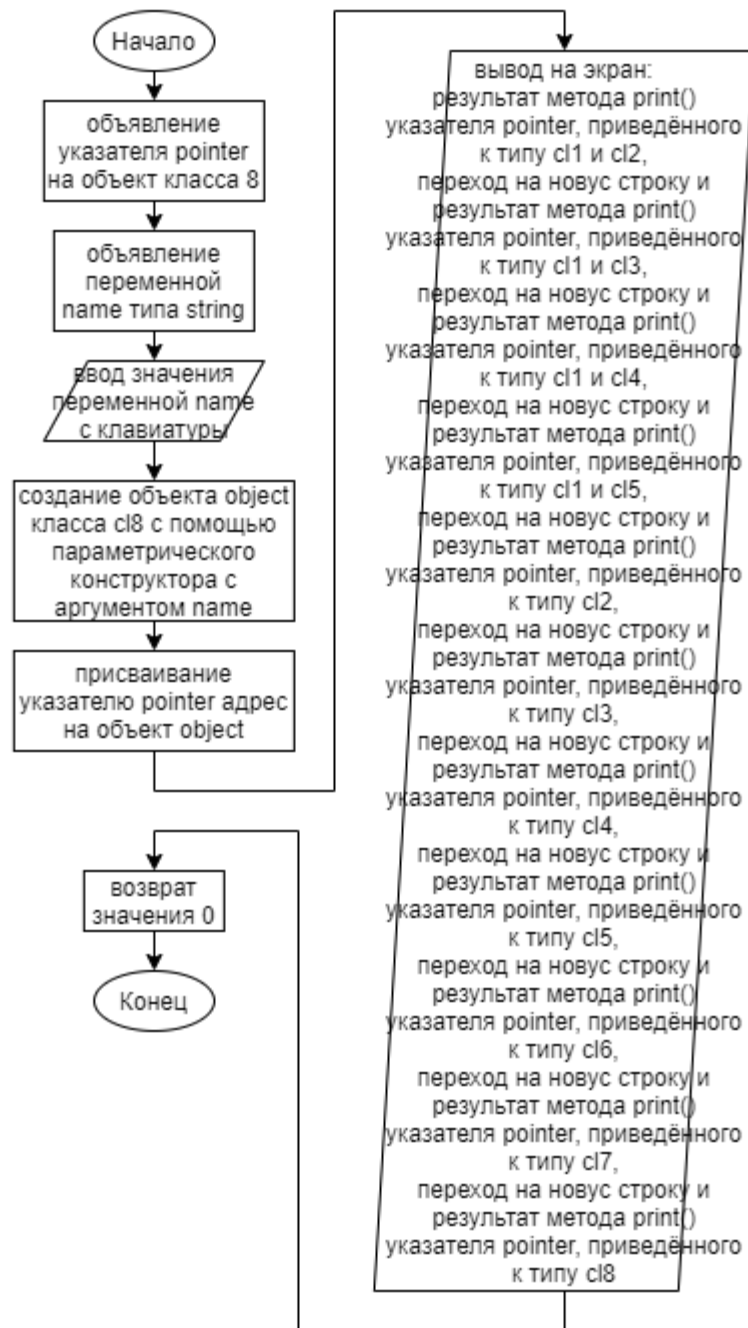 Начало
объявление
указателя pointer
на объект класса 8
объявление
переменной
name типа string
ввод значения
переменной name
с клавиатуры
создание объекта object
класса cl8 с помощью
параметрического
конструктора с
аргументом name
присваивание
указателю pointer адрес
на объект object
вывод на экран:
результат метода print()
указателя pointer, приведённого
к типу cl1 и cl2,
переход на новус строку и
результат метода print()
указателя pointer, приведённого
к типу cl1 и cl3,
переход на новус строку и
результат метода print()
указателя pointer, приведённого
к типу cl1 и cl4,
переход на новус строку и
результат метода print()
указателя pointer, приведённого
к типу cl1 и cl5,
переход на новус строку и
результат метода print()
указателя pointer, приведённого
к типу cl2,
переход на новус строку и
результат метода print()
указателя pointer, приведённого
к типу cl3,
переход на новус строку и
результат метода print()
указателя pointer, приведённого
к типу cl4,
переход на новус строку и
результат метода print()
указателя pointer, приведённого
к типу cl5,
переход на новус строку и
результат метода print()
указателя pointer, приведённого
к типу cl6,
переход на новус строку и
результат метода print()
указателя pointer, приведённого
к типу cl7,
переход на новус строку и
результат метода print()
указателя pointer, приведённого
к типу cl8
возврат
значения 0
Конец